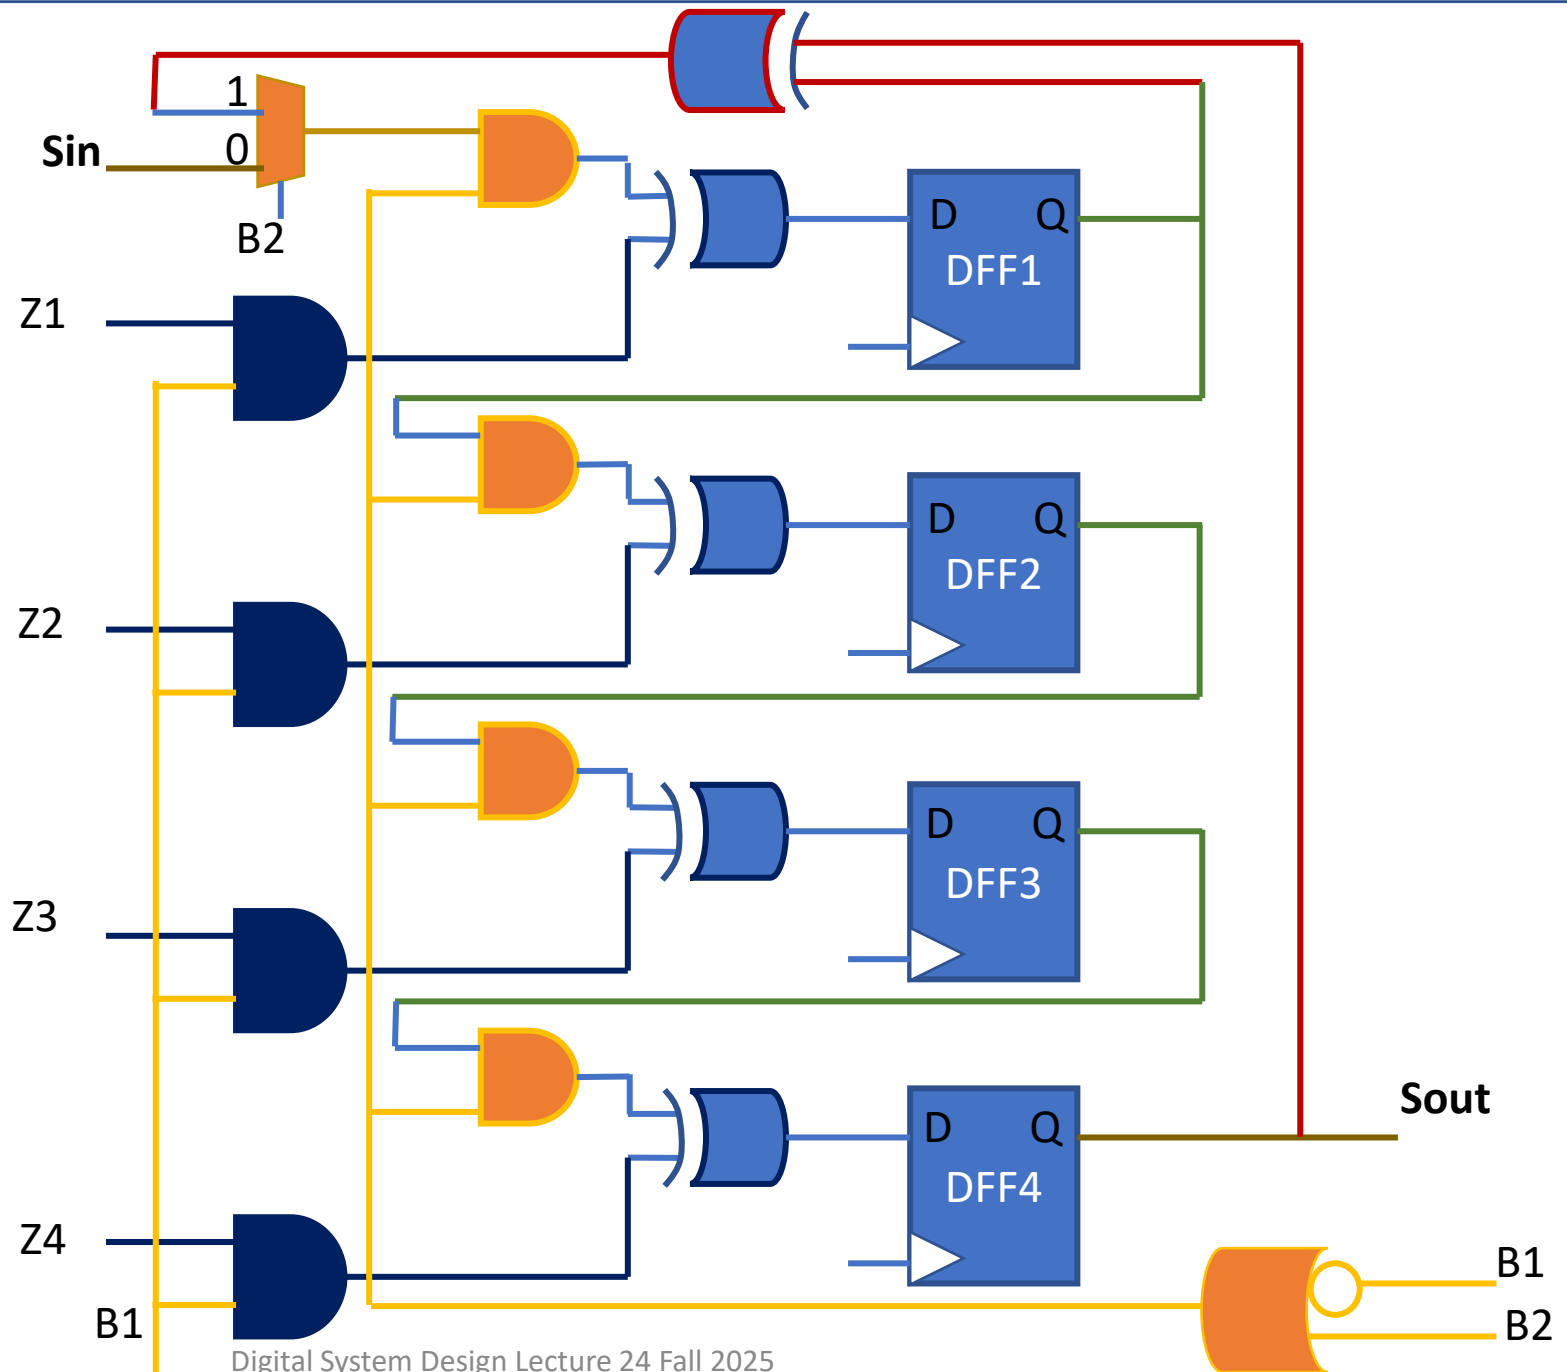 1
Sin
0
B2
D Q
DFF1
Z1
D Q
DFF2
Z2
D Q
DFF3
Z3
Sout
D Q
DFF4
Z4
B1
B2
B1
Digital System Design Lecture 24 Fall 2025